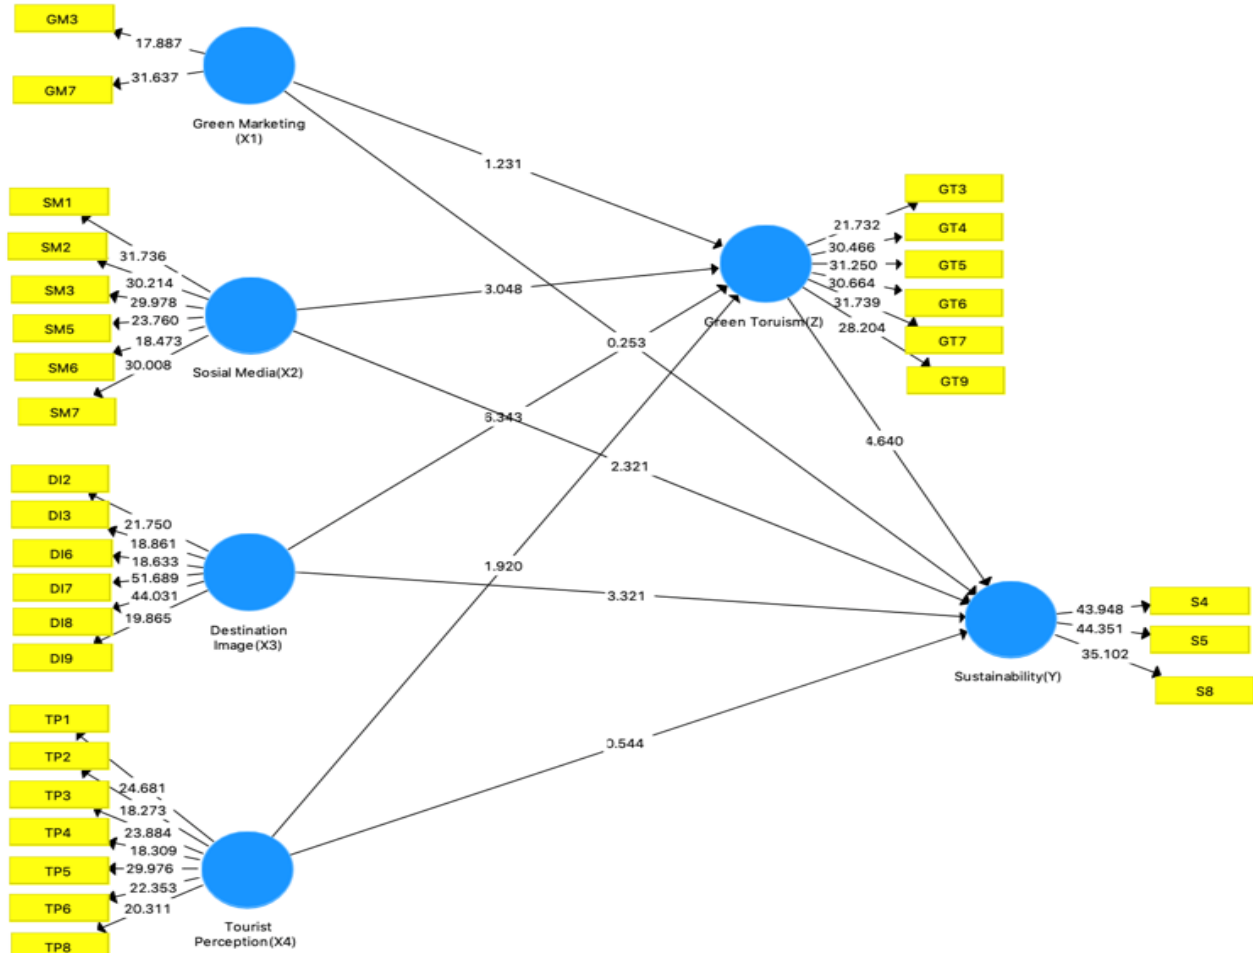 GM3
17.887
GM7
31.637
Green Marketing
(X1)
1.231
SM1
SM2
SM3
SM5
SM6
SM7
31.736
30.214
29.978
23.760
18.473
30.008
Sosial Media(X2)
3.048
0.253
2.321
GT3
GT4
GT5
GT6
GT7
GT9
21.732
30.466
31.250
30.664
31.739
28.204
Green Toruism(Z)
4.640
DI2
DI3
DI6
DI7
DI8
DI9
21.750
18.861
18.633
51.689
44.031
19.865
Destination
Image(X3)
1.920
3.321
S4
S5
S8
43.948
44.351
35.102
Sustainability(Y)
TP1
TP2
TP3
TP4
TP5
TP6
TP8
24.681
18.273
23.884
18.309
29.976
22.353
20.311
Tourist
Perception(X4)
0.544